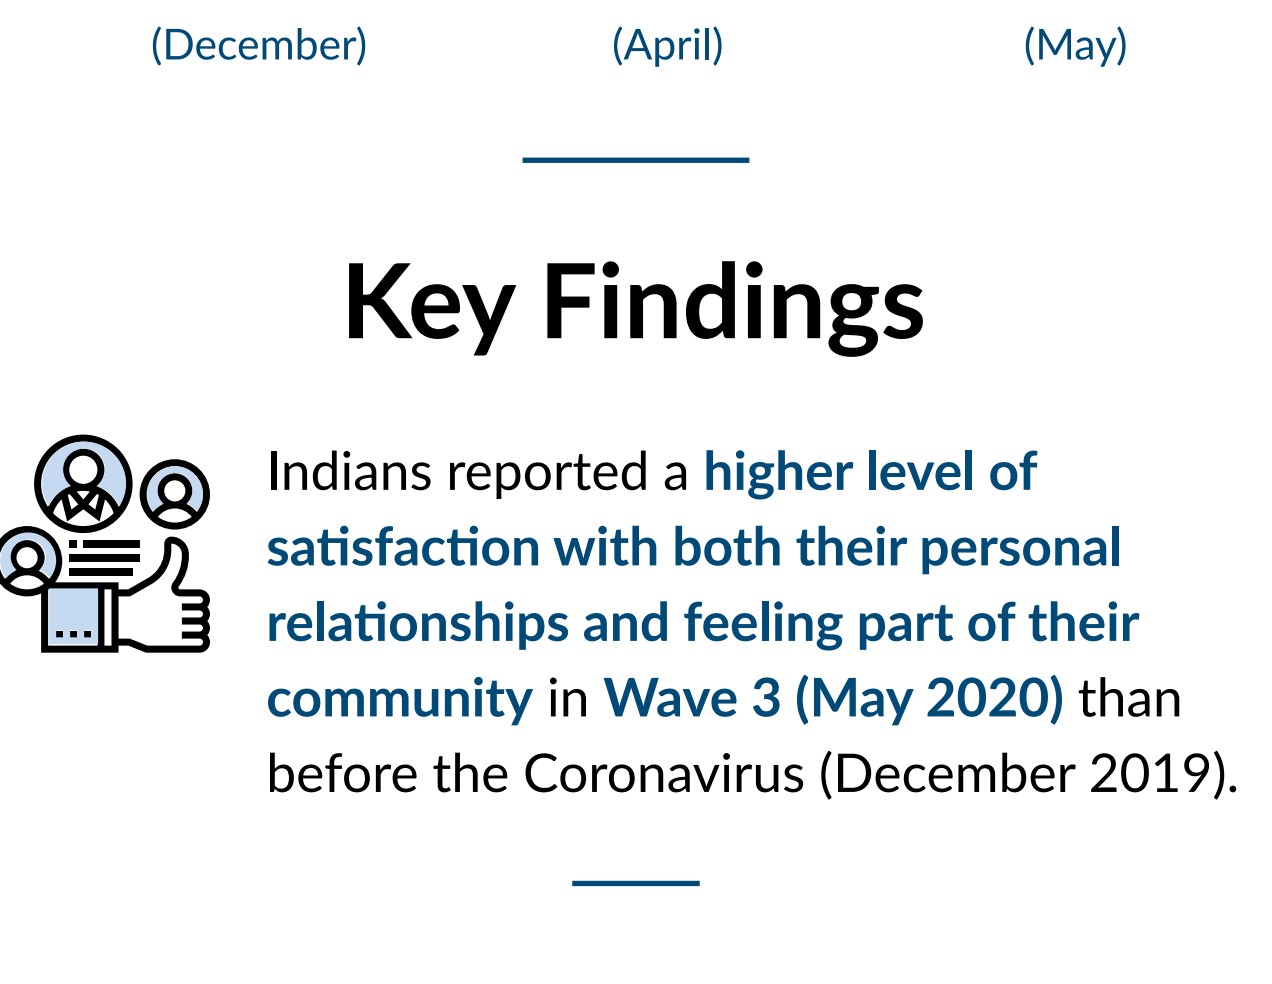 (December) (April) (May)
Key Findings
Indians reported a higher level of
satisfaction with both their personal
relationships and feeling part of their
community in Wave 3 (May 2020) than
before the Coronavirus (December 2019).